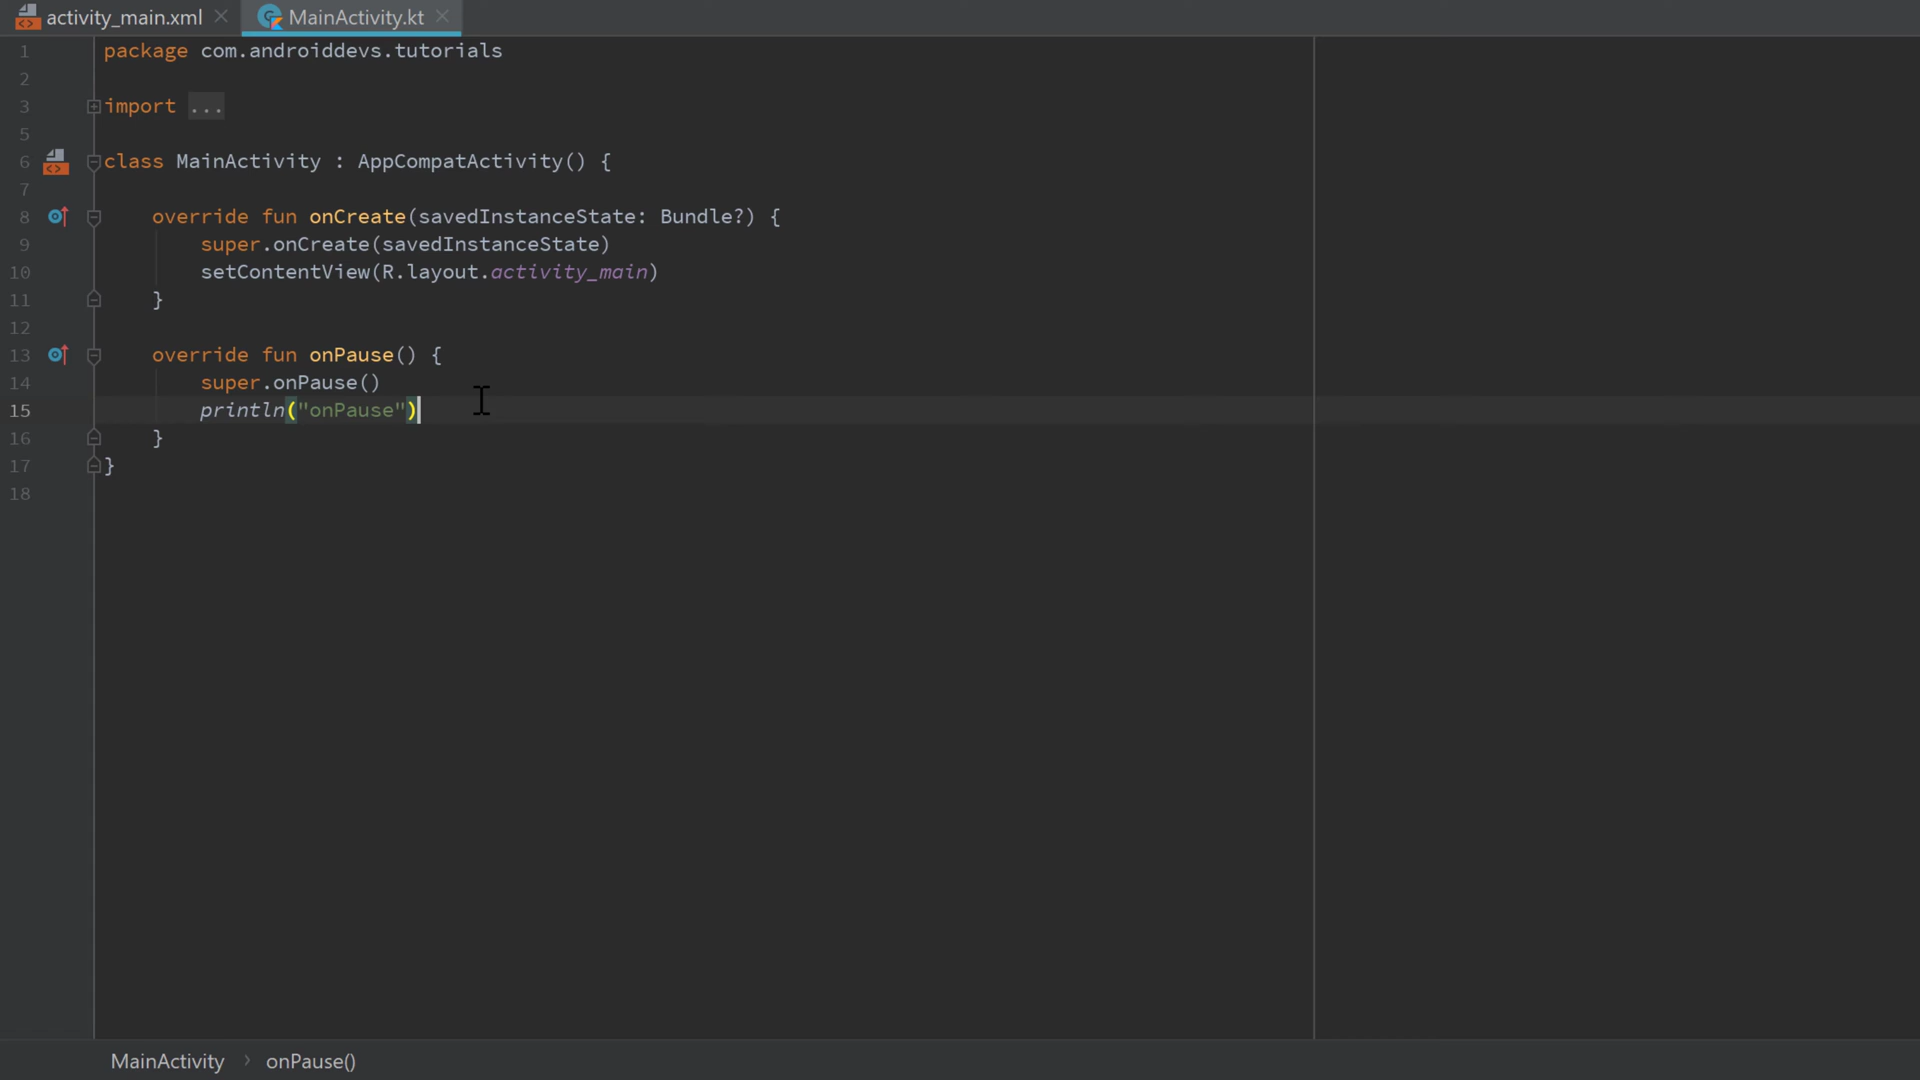 activity_main.xml MainActivity.kt
1 package com.androiddevs.tutorials
2
3 import ...
5
6 class MainActivity : AppCompatActivity() {
7
8 override fun onCreate(savedInstanceState: Bundle?) {
9 super.onCreate(savedInstanceState)
10 setContentView(R.layout.activity_main)
11 }
12
13 override fun onPause() {
14 super.onPause()
15 println("onPause")
16 }
17 }
18
MainActivity › onPause()